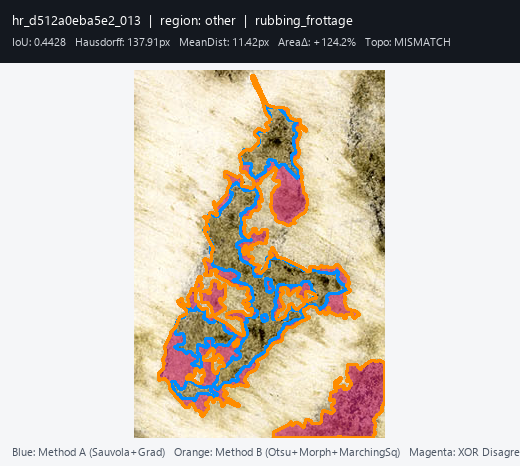 hr_d512a0eba5e2_013 | region: other | rubbing_frottage
IoU: 0.4428 Hausdorff: 137.91px MeanDist: 11.42px AreaΔ: +124.2% Topo: MISMATCH
Blue: Method A (Sauvola+Grad) Orange: Method B (Otsu+Morph+MarchingSq) Magenta: XOR Disagre